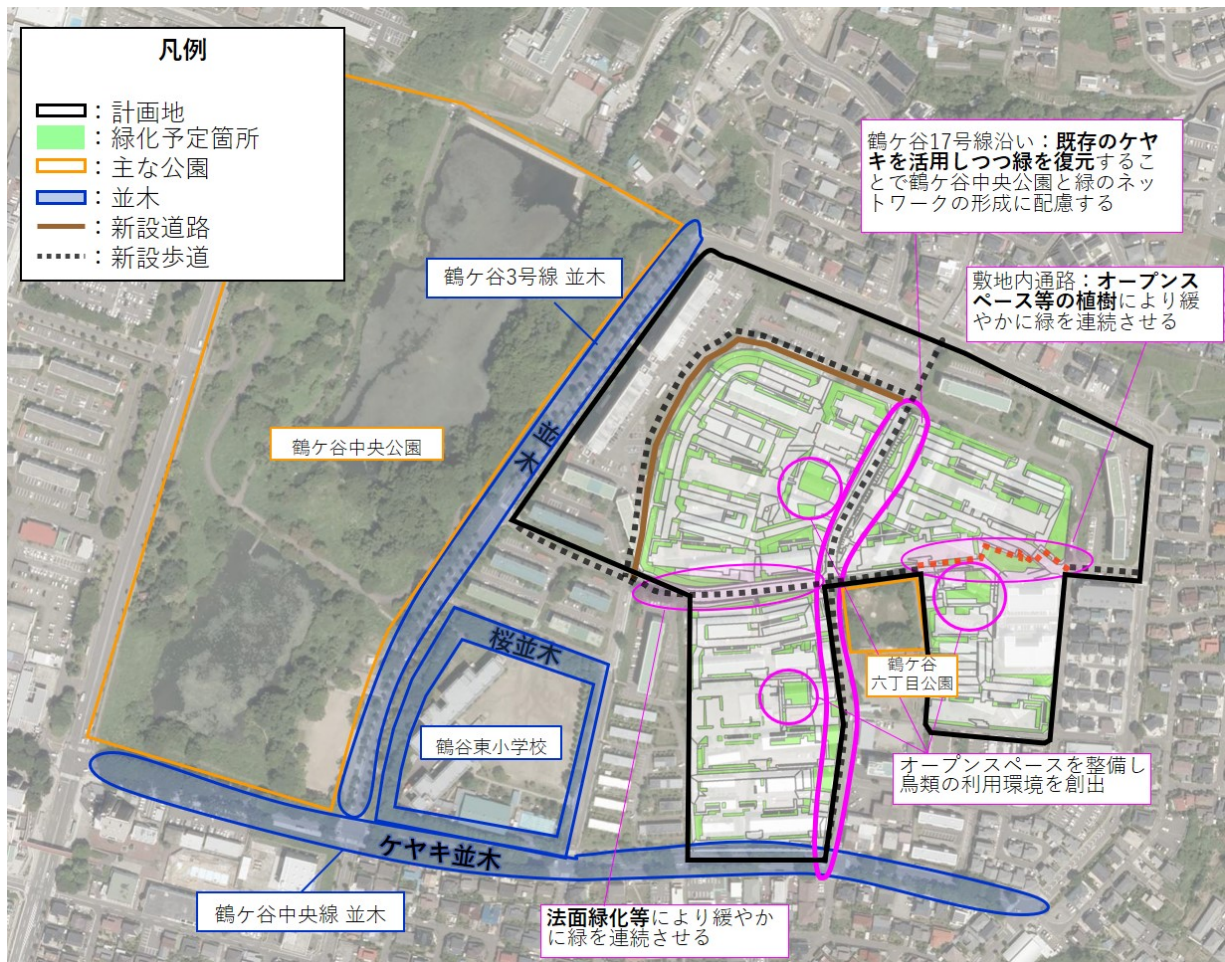 凡例
：計画地
：緑化予定箇所
：主な公園
：並木
：新設道路
：新設歩道
鶴ケ谷17号線沿い：既存のケヤ
キを活用しつつ緑を復元するこ
とで鶴ケ谷中央公園と緑のネッ
トワークの形成に配慮する
鶴ケ谷3号線 並木
敷地内通路：オープンス
ペース等の植樹により緩
やかに緑を連続させる
鶴ケ谷中央公園
並木
桜並木
鶴ケ谷
六丁目公園
鶴谷東小学校
オープンスペースを整備し
鳥類の利用環境を創出
ケヤキ並木
鶴ケ谷中央線 並木
法面緑化等により緩やか
に緑を連続させる